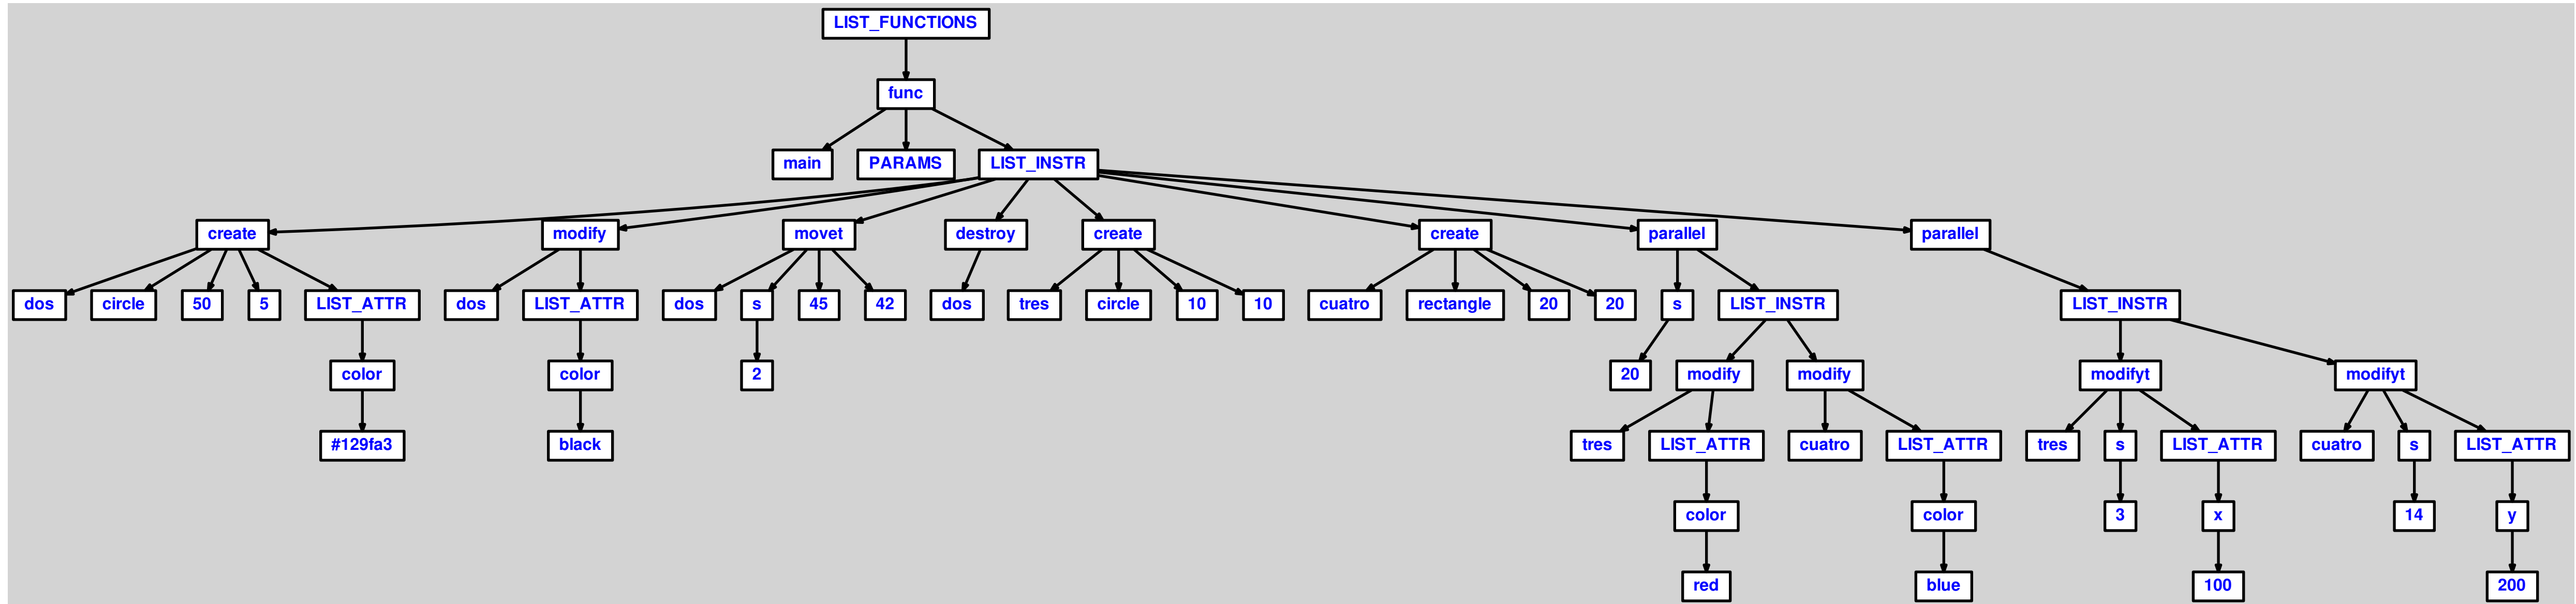 LIST_FUNCTIONS
func
main PARAMS LIST_INSTR
create modify movet destroy create create parallel parallel
dos circle 50 5 LIST_ATTR dos LIST_ATTR dos s 45 42 dos tres circle 10 10 cuatro rectangle 20 20 s LIST_INSTR LIST_INSTR
color color 2 20 modify modify modifyt modifyt
#129fa3 black tres LIST_ATTR cuatro LIST_ATTR tres s LIST_ATTR cuatro s LIST_ATTR
color color 3 x 14 y
red blue 100 200